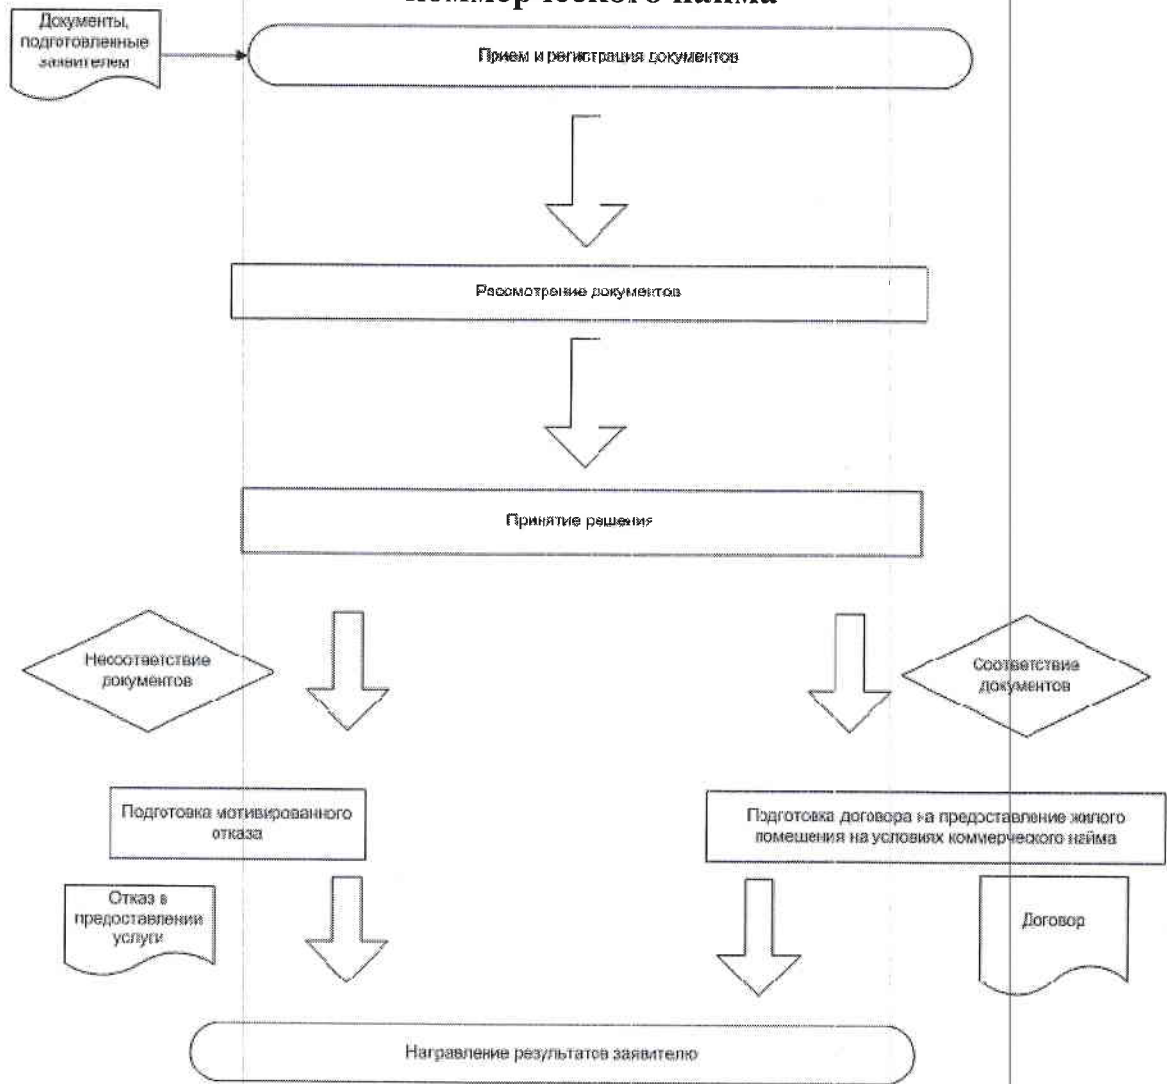 коммерческого найма
Документы,
подготовленные
заявителем
Прием и регистрация документов
Рассмотрение документов
Принятие решения
Несоответствие
документов
Соответствие
документов
Подготовка мотивированного
отказа
Подготовка договора на предоставление жилого
помещения на условиях коммерческого найма
Отказ в
предоставлении
услуги
Договор
Направление результатов заявителю